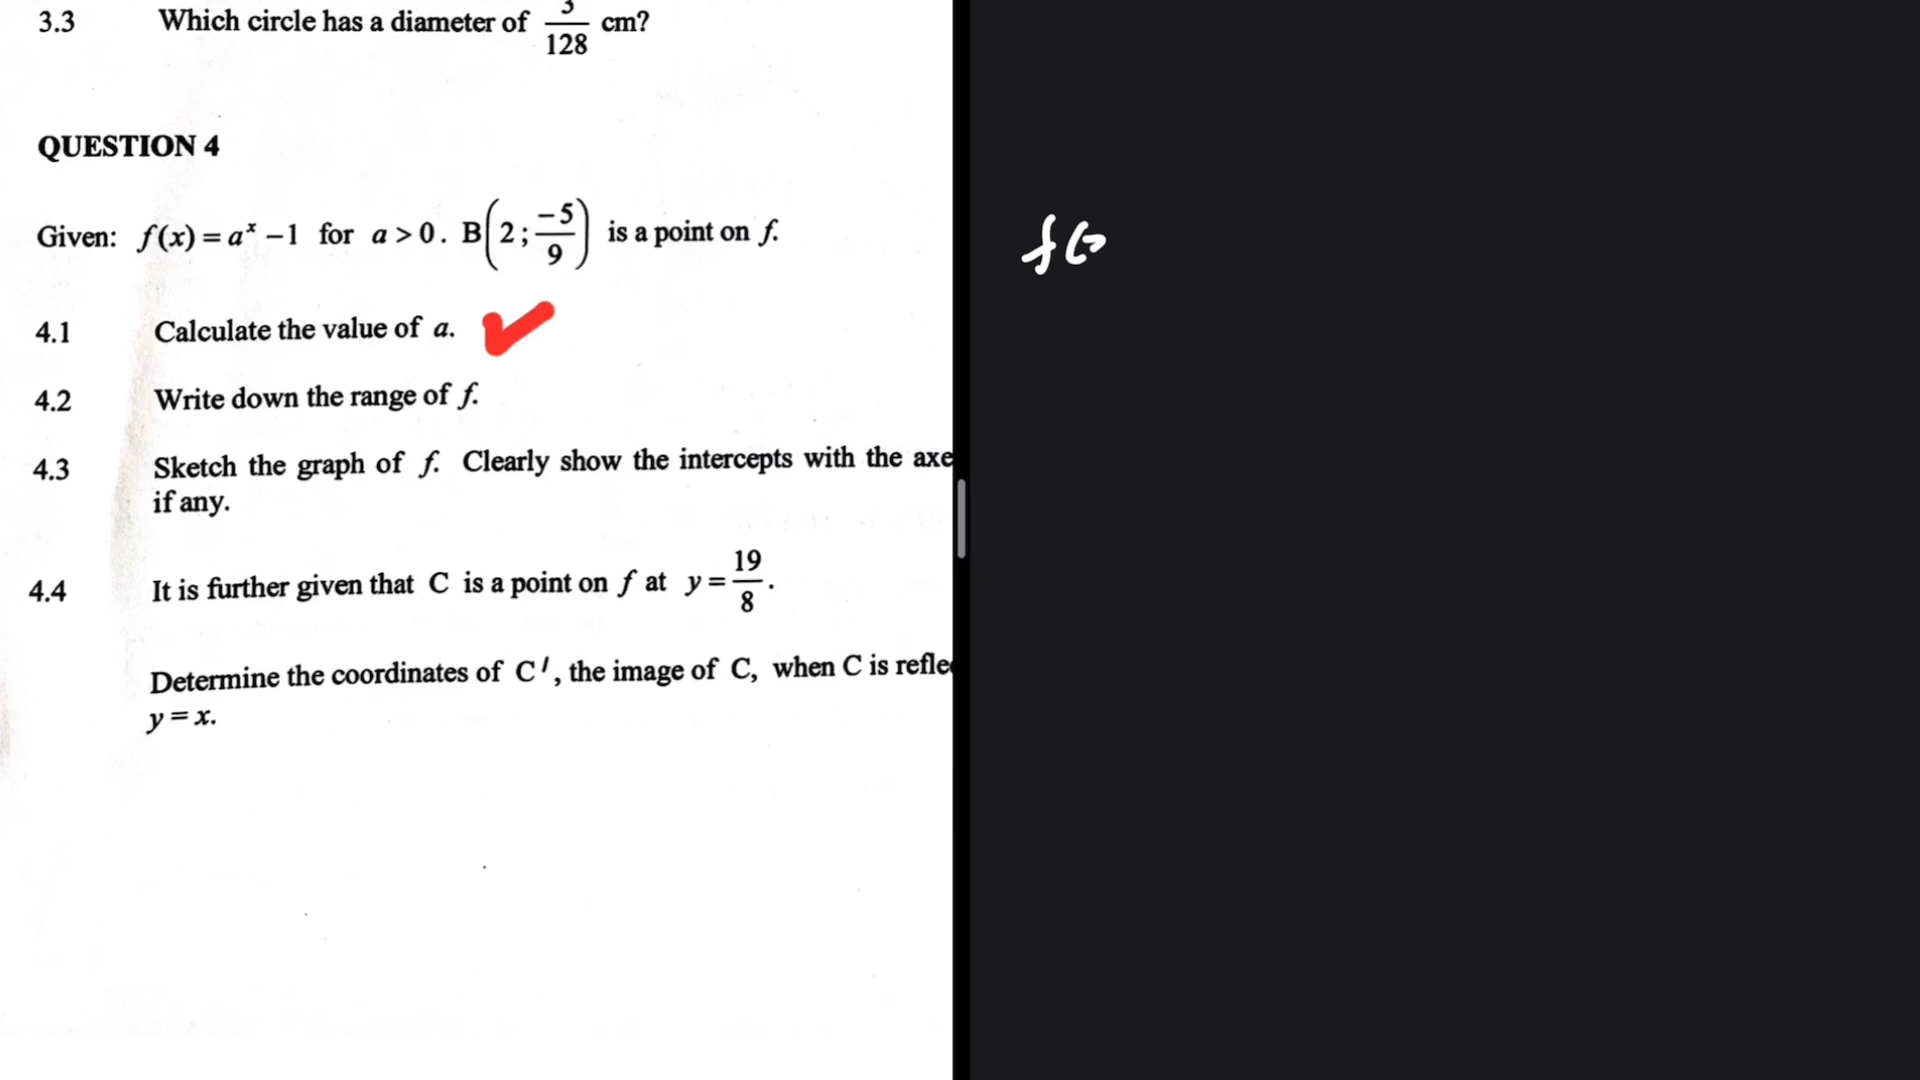 3.3 Which circle has a diameter of 3/128 cm?
QUESTION 4
Given: f(x) = aˣ – 1 for a > 0. B(2; –5/9) is a point on f.
4.1 Calculate the value of a.
4.2 Write down the range of f.
4.3 Sketch the graph of f. Clearly show the intercepts with the axe
if any.
4.4 It is further given that C is a point on f at y = 19/8.
Determine the coordinates of C′, the image of C, when C is refle
y = x.
f(